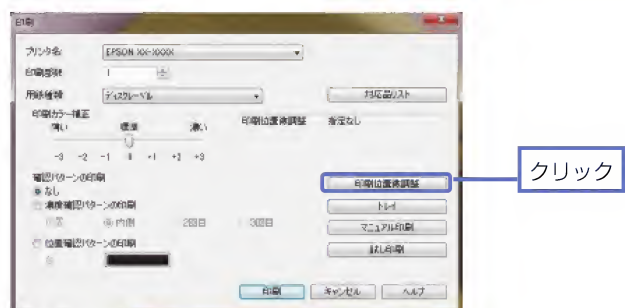 印刷
プリンタ名: EPSON XX-XXXX
印刷部数 1
用紙種類 ディスクレーベル 対応品リスト
印刷カラー補正 印刷位置微調整 指定なし
薄い 標準 濃い
-3 -2 -1 0 +1 +2 +3
確認パターンの印刷 印刷位置微調整 クリック
なし
濃度確認パターンの印刷 トレイ
内側 2回目 3回目 マニュアル印刷
位置確認パターンの印刷 試し印刷
印刷 キャンセル ヘルプ